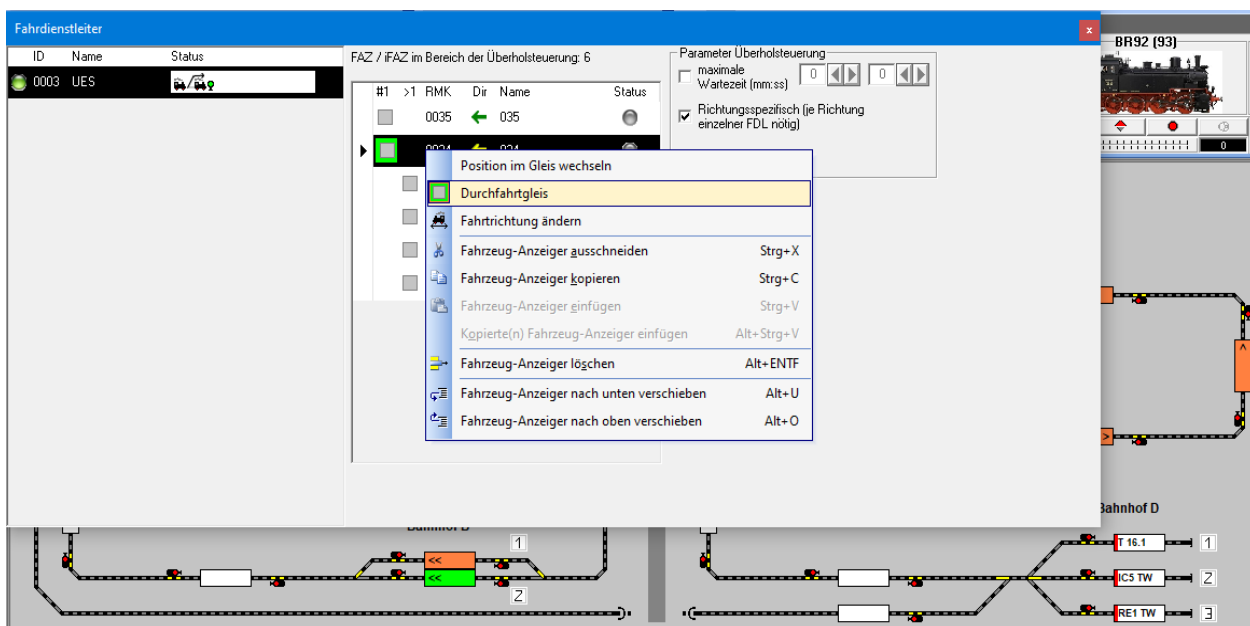 Fahrdienstleiter
x
BR92 (93)
0
ID Name Status
0003 UES
FAZ / iFAZ im Bereich der Überholsteuerung: 6
#1 >1 RMK Dir Name Status
0035 035
0034 034
Parameter Überholsteuerung
maximale
Wartezeit (mm:ss)
0 0
Richtungsspezifisch (je Richtung
einzelner FDL nötig)
Position im Gleis wechseln
Durchfahrtgleis
Fahrtrichtung ändern
Fahrzeug-Anzeiger ausschneiden Strg+X
Fahrzeug-Anzeiger kopieren Strg+C
Fahrzeug-Anzeiger einfügen Strg+V
Kopierte(n) Fahrzeug-Anzeiger einfügen Alt+Strg+V
Fahrzeug-Anzeiger löschen Alt+ENTF
Fahrzeug-Anzeiger nach unten verschieben Alt+U
Fahrzeug-Anzeiger nach oben verschieben Alt+O
<<
<<
1
2
Bahnhof D
T 16.1 1
IC5 TW 2
RE1 TW 3